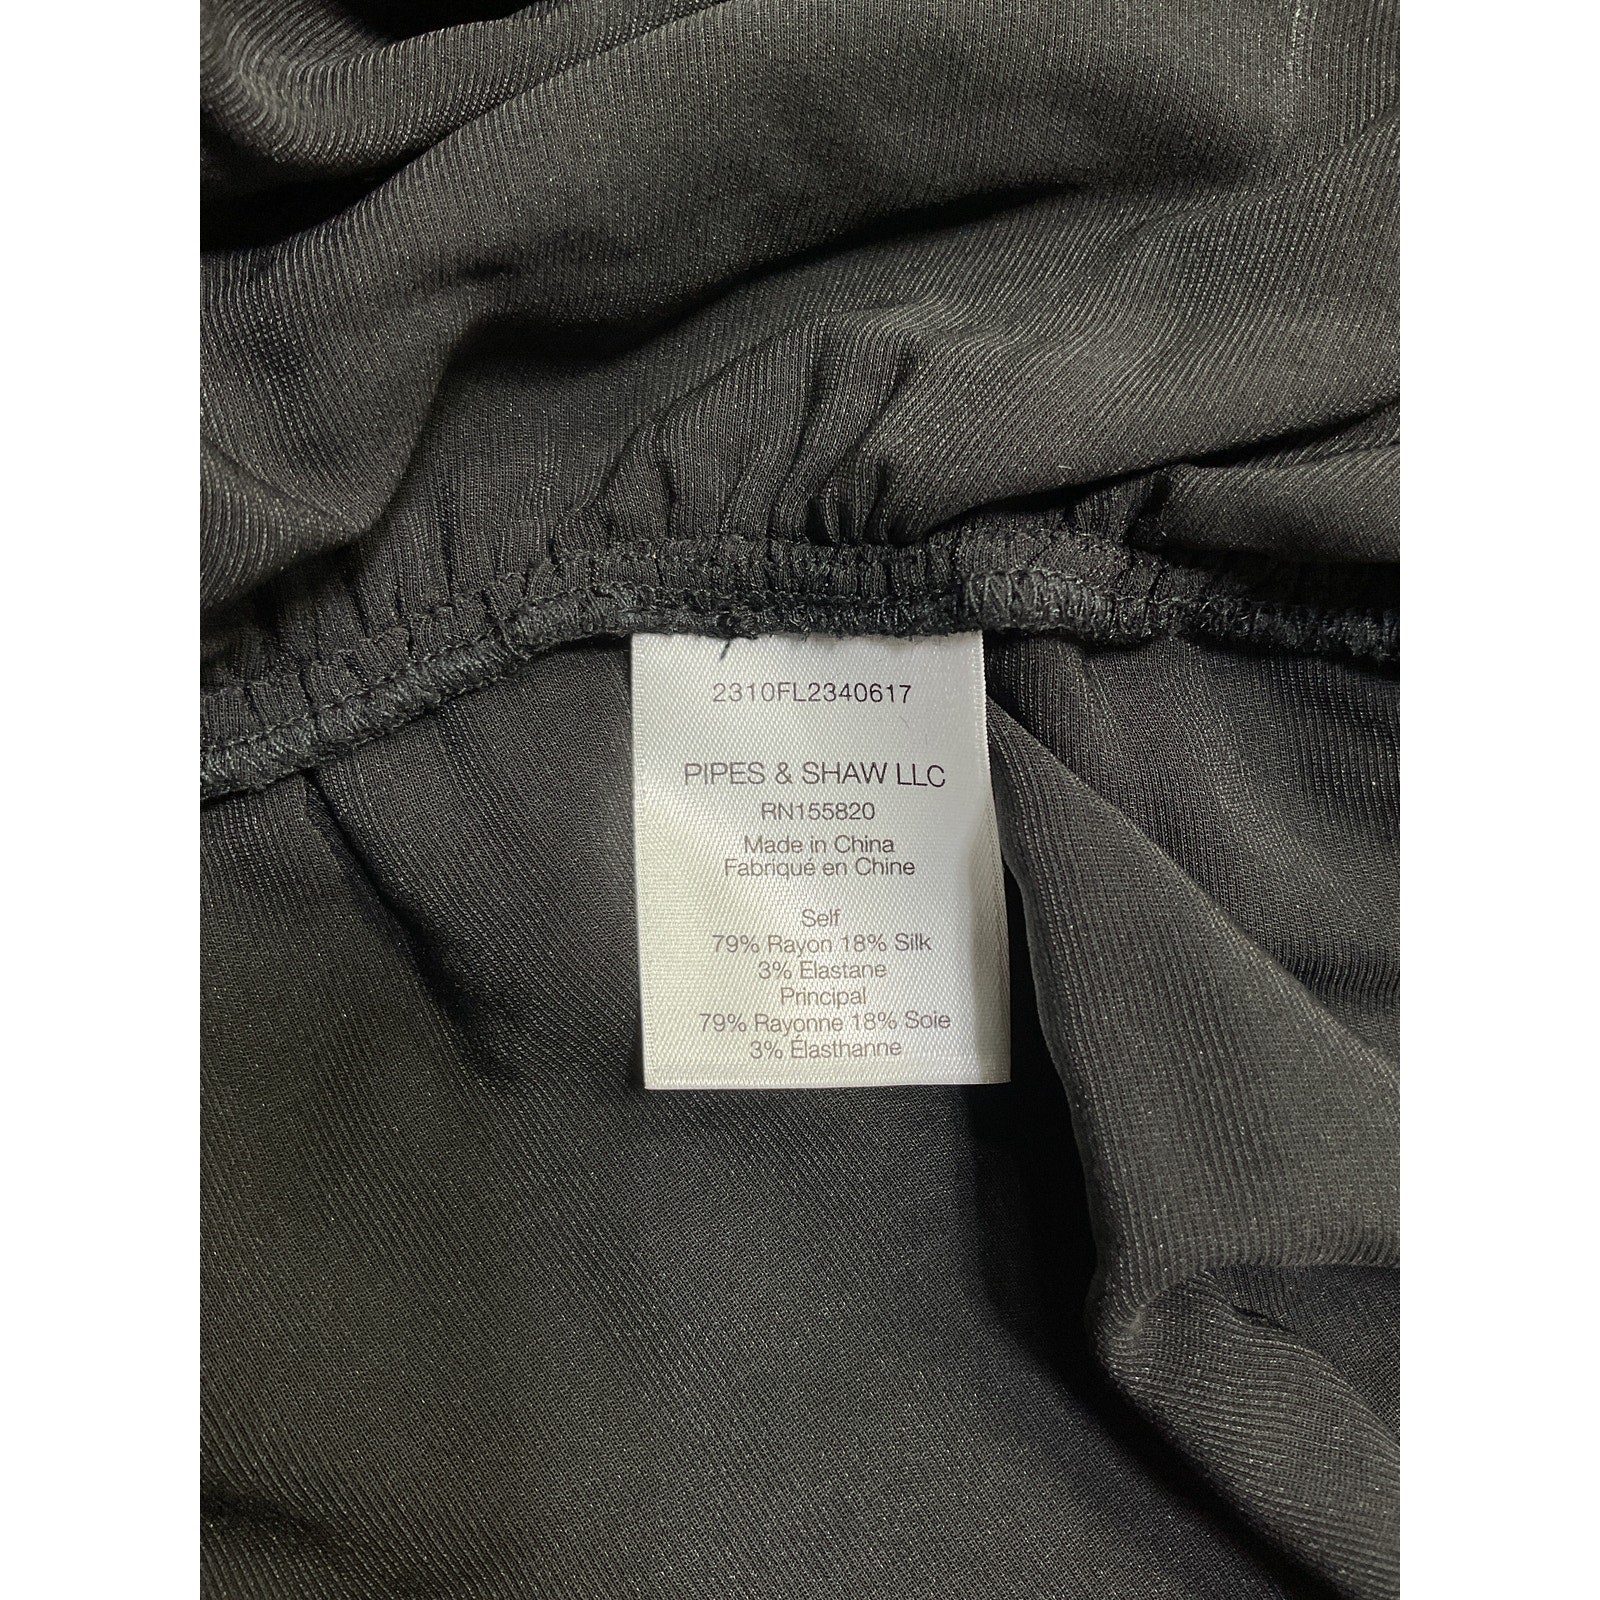 2310FL2340617
PIPES & SHAW LLC
RN155820
Made in China
Fabriqué en Chine
Self
79% Rayon 18% Silk
3% Elastane
Principal
79% Rayonne 18% Soie
3% Élasthanne